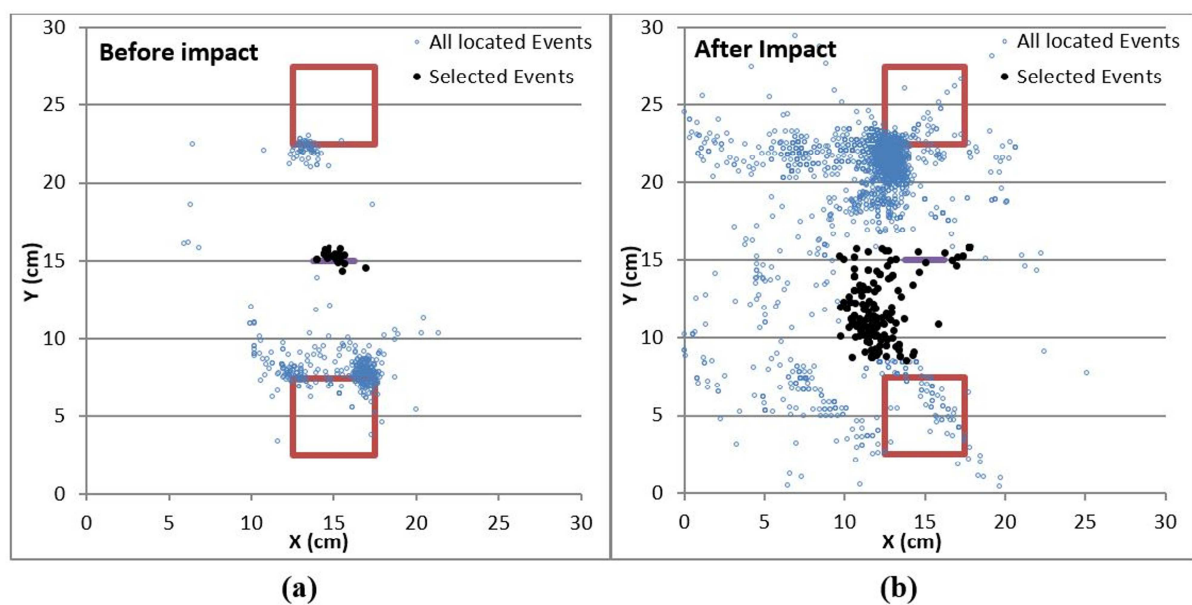 Before impact
All located Events
Selected Events
30
25
20
15
10
5
0
Y (cm)
0 5 10 15 20 25 30
X (cm)
(a)
After Impact
All located Events
Selected Events
30
25
20
15
10
5
0
Y (cm)
0 5 10 15 20 25 30
X (cm)
(b)